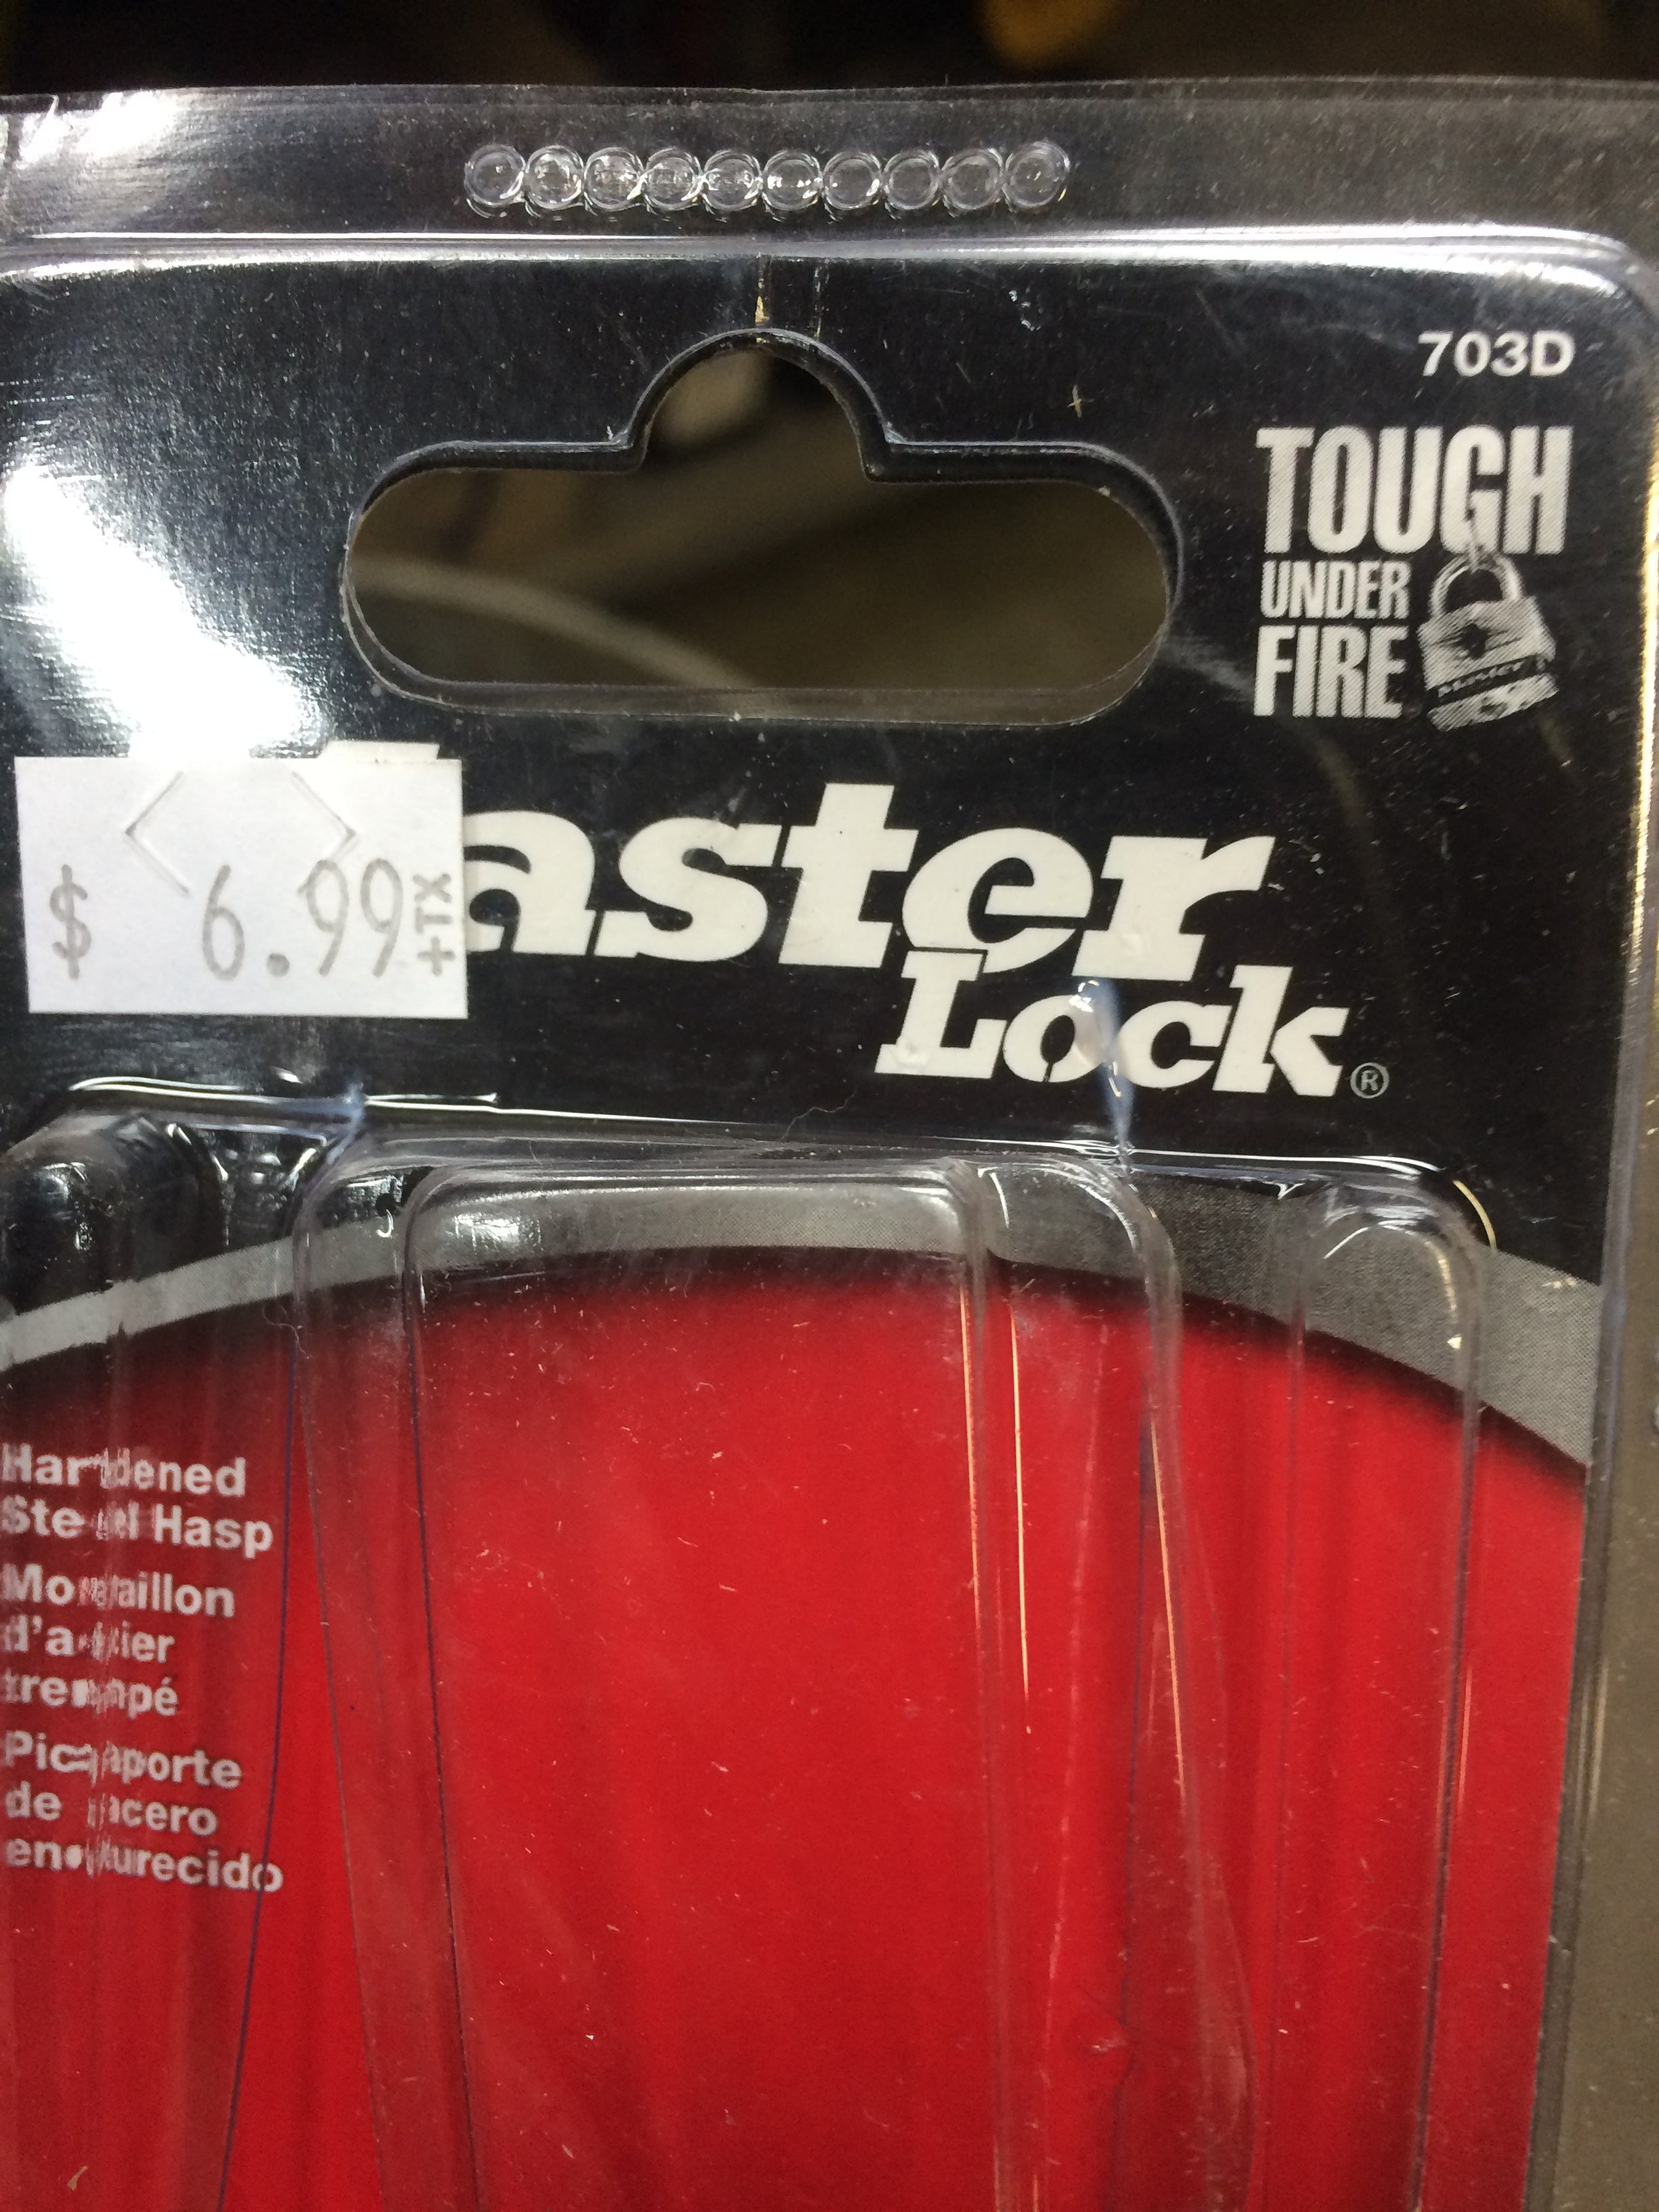 703D
TOUGH
UNDER
FIRE
$ 6.99 +TX
aster
Lock®
Hardened
Steel Hasp
Moraillon
d'acier
trempé
Picaporte
de acero
endurecido